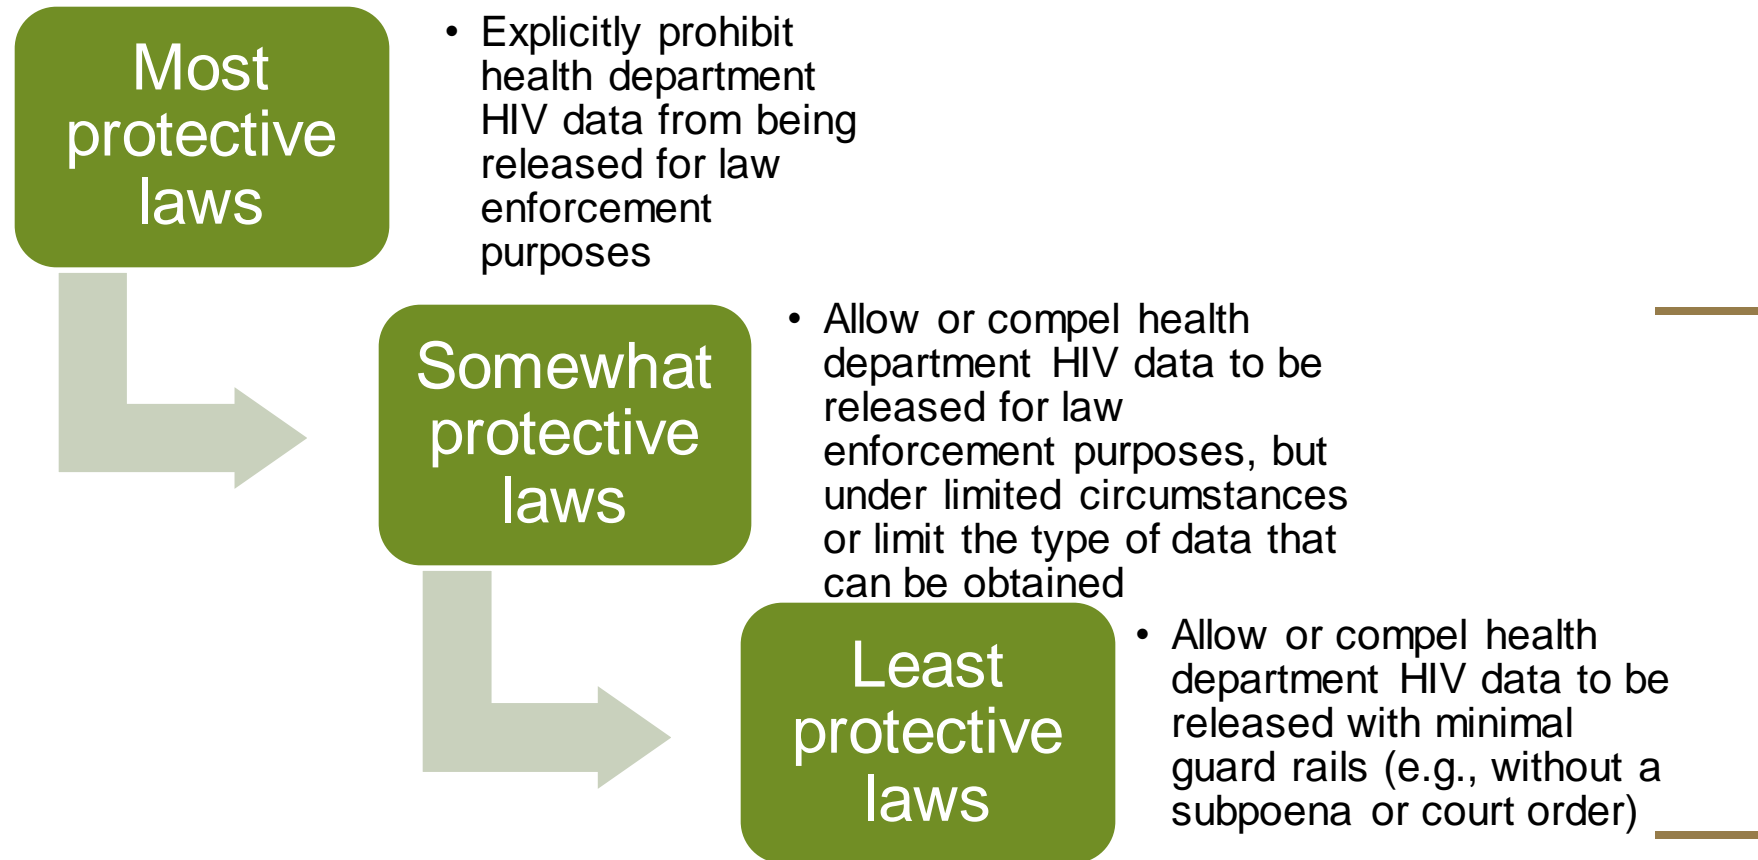 Most
protective
laws
• Explicitly prohibit
health department
HIV data from being
released for law
enforcement
purposes
Somewhat
protective
laws
• Allow or compel health
department HIV data to be
released for law
enforcement purposes, but
under limited circumstances
or limit the type of data that
can be obtained
Least
protective
laws
• Allow or compel health
department HIV data to be
released with minimal
guard rails (e.g., without a
subpoena or court order)